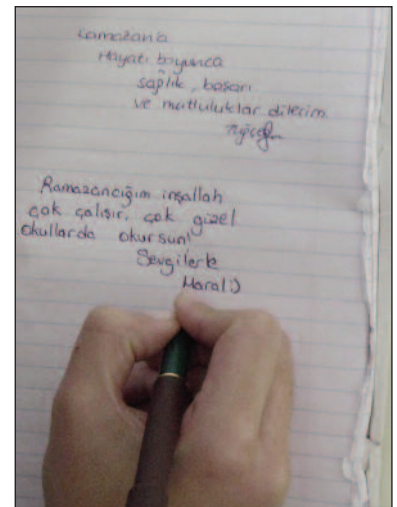 Ramazan'a
Hayatı boyunca
sağlık, başarı
ve mutluluklar dilerim
Ramazancığım inşallah
çok çalışır, çok güzel
okullarda okursun!
Sevgilerle
Maral:)